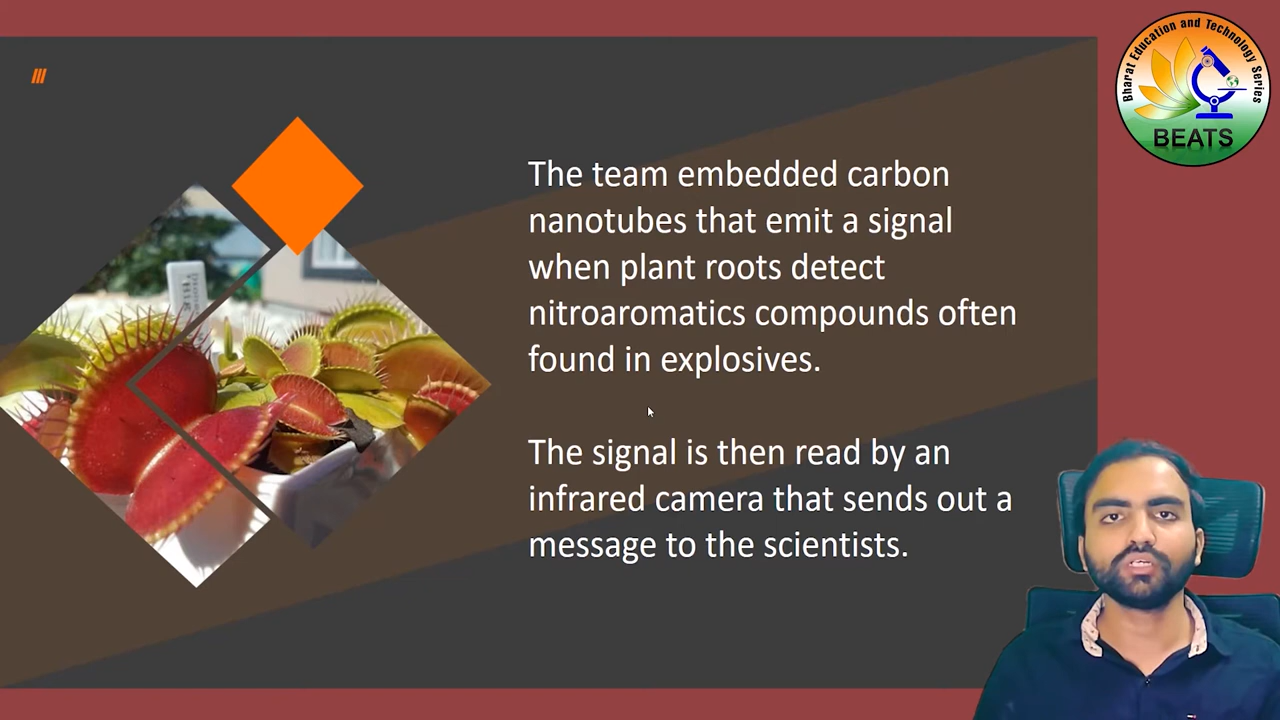 The team embedded carbon
nanotubes that emit a signal
when plant roots detect
nitroaromatics compounds often
found in explosives.
The signal is then read by an
infrared camera that sends out a
message to the scientists.
Bharat Education and Technology Series
BEATS